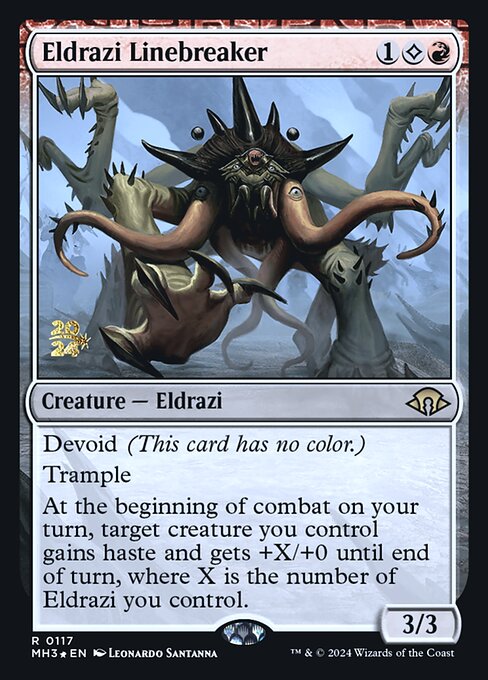 Eldrazi Linebreaker 1
2024
Creature — Eldrazi
Devoid (This card has no color.)
Trample
At the beginning of combat on your
turn, target creature you control
gains haste and gets +X/+0 until end
of turn, where X is the number of
Eldrazi you control.
3/3
R 0117
MH3★EN Leonardo Santanna
™ & © 2024 Wizards of the Coast